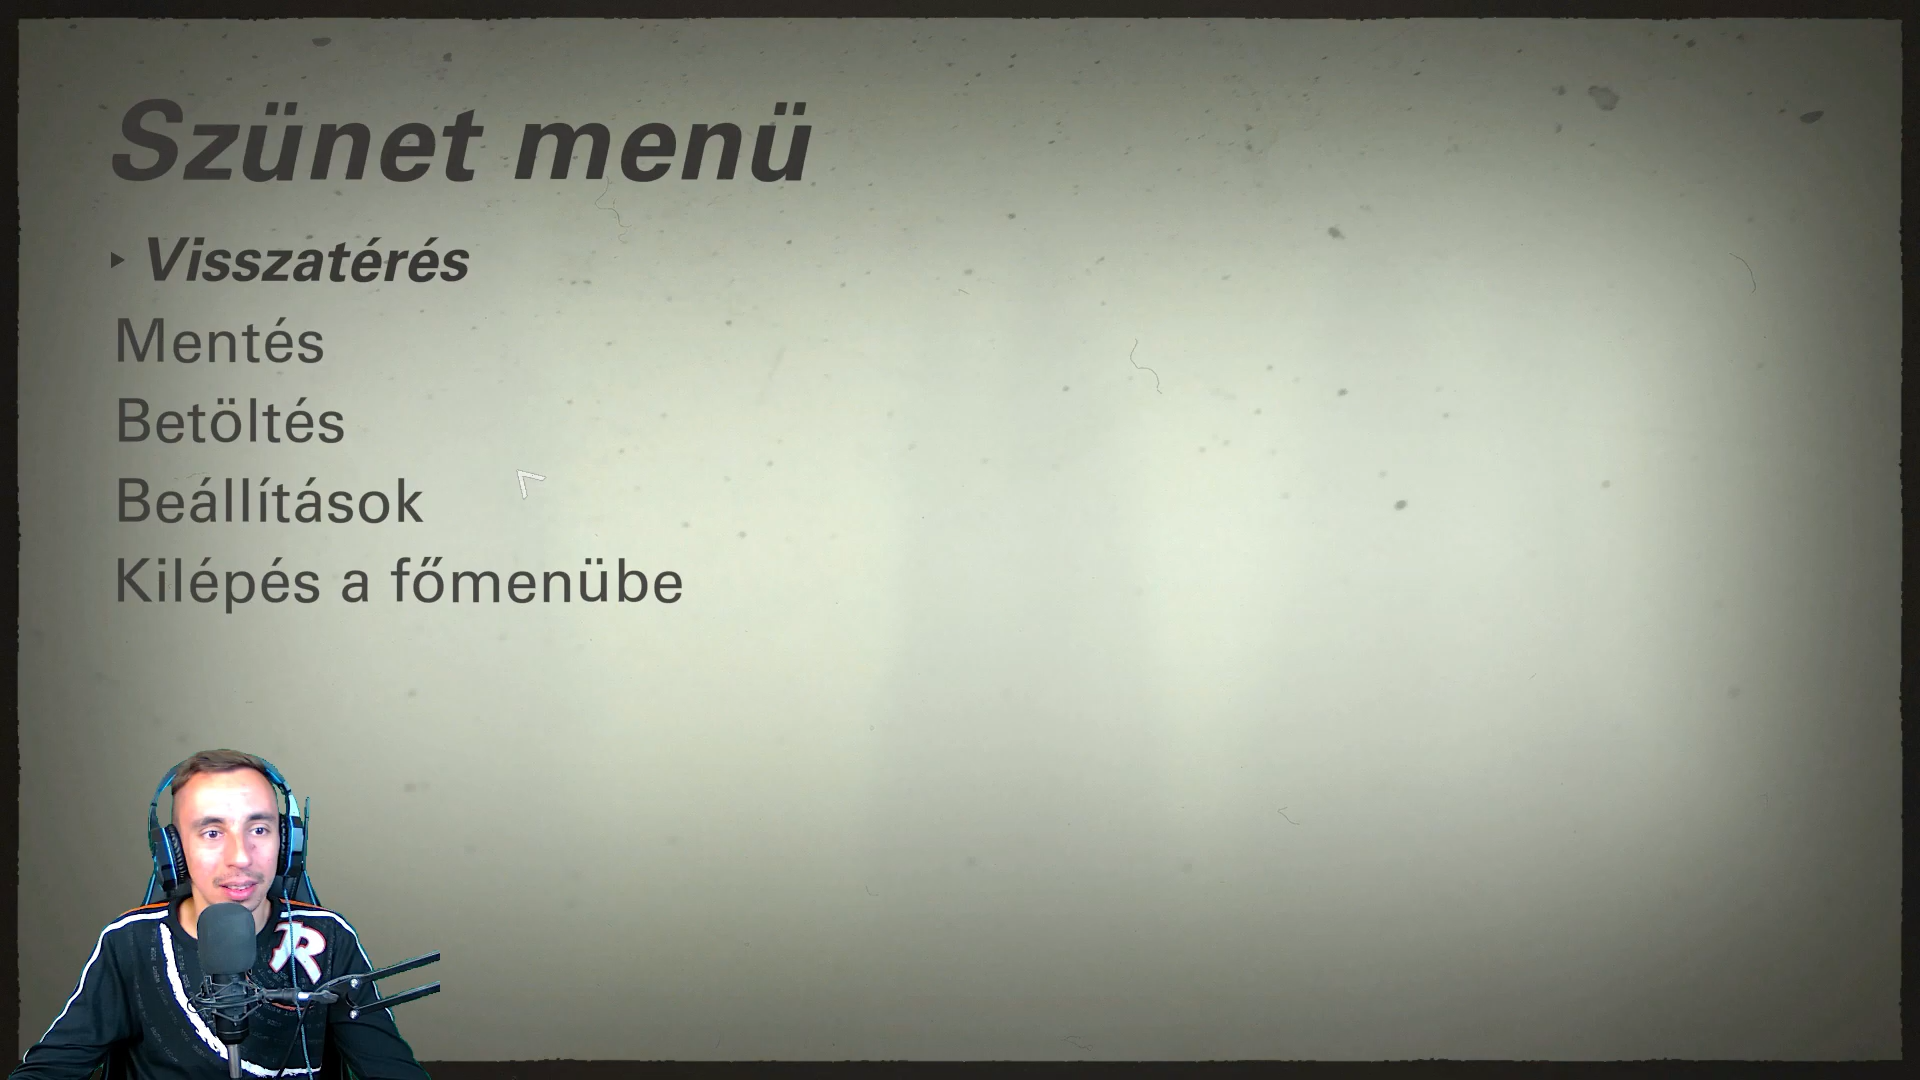 Szünet menü
Visszatérés
Mentés
Betöltés
Beállítások
Kilépés a főmenübe
R